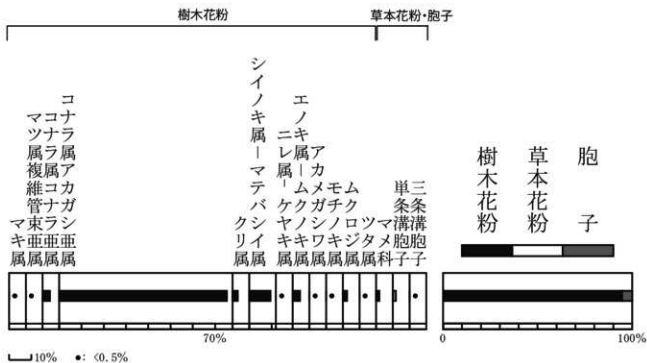 樹木花粉
草本花粉・胞子
マキ属
マツ属複維管束亜属
コナラ属コナラ亜属
コナラ属アカガシ亜属
クリ属
シイノキ属－マテバシイ属
ニレ属－ケヤキ属
エノキ属－ムクノキ属
アカメガシワ属
モチノキ属
ムクロジ属
ツタ属
マメ科
単条溝胞子
三条溝胞子
樹木花粉
草本花粉
胞子
70%
0
100%
10%
•: <0.5%